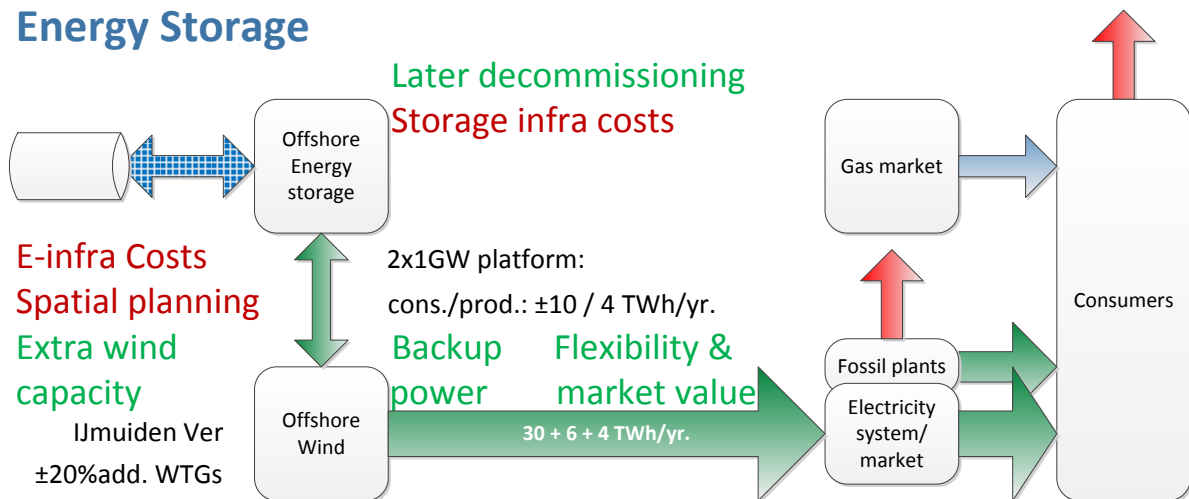 Energy Storage
Later decommissioning
Storage infra costs
Offshore
Energy
storage
Gas market
E-infra Costs
Spatial planning
Extra wind
capacity
IJmuiden Ver
±20%add. WTGs
2x1GW platform:
cons./prod.: ±10 / 4 TWh/yr.
Backup
power
Flexibility &
market value
Offshore
Wind
30 + 6 + 4 TWh/yr.
Fossil plants
Electricity
system/
market
Consumers